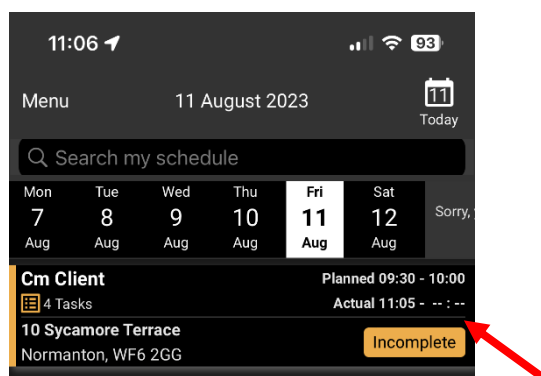 11:06 93
Menu 11 August 2023 11
Today
Search my schedule
Mon Tue Wed Thu Fri Sat
7 8 9 10 11 12 Sorry,
Aug Aug Aug Aug Aug Aug
Cm Client Planned 09:30 - 10:00
4 Tasks Actual 11:05 - -- : --
10 Sycamore Terrace
Normanton, WF6 2GG Incomplete